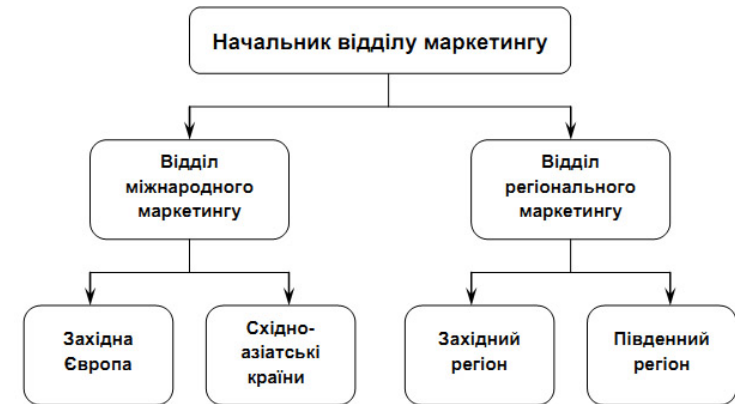 Начальник відділу маркетингу
Відділ
міжнародного
маркетингу
Відділ
регіонального
маркетингу
Західна
Європа
Східно-
азіатські
країни
Західний
регіон
Південний
регіон